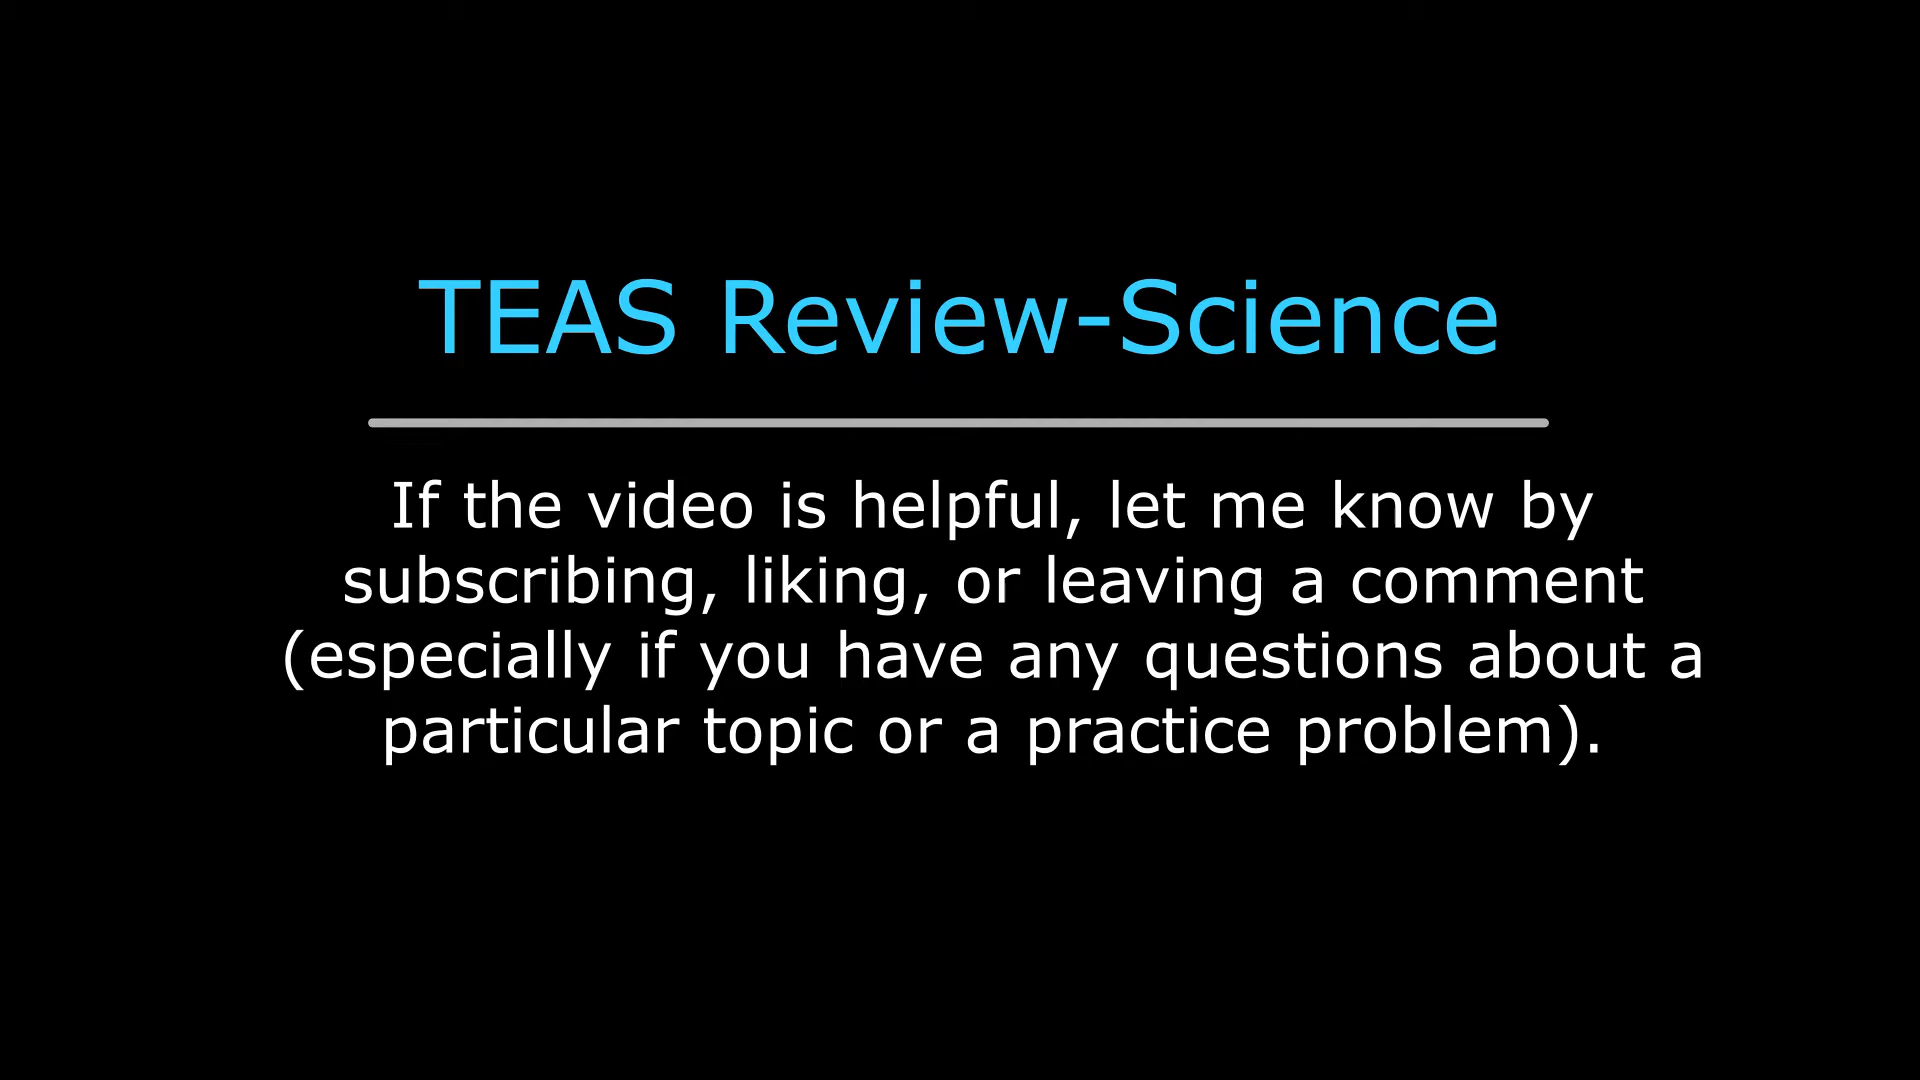 TEAS Review-Science
If the video is helpful, let me know by
subscribing, liking, or leaving a comment
(especially if you have any questions about a
particular topic or a practice problem).